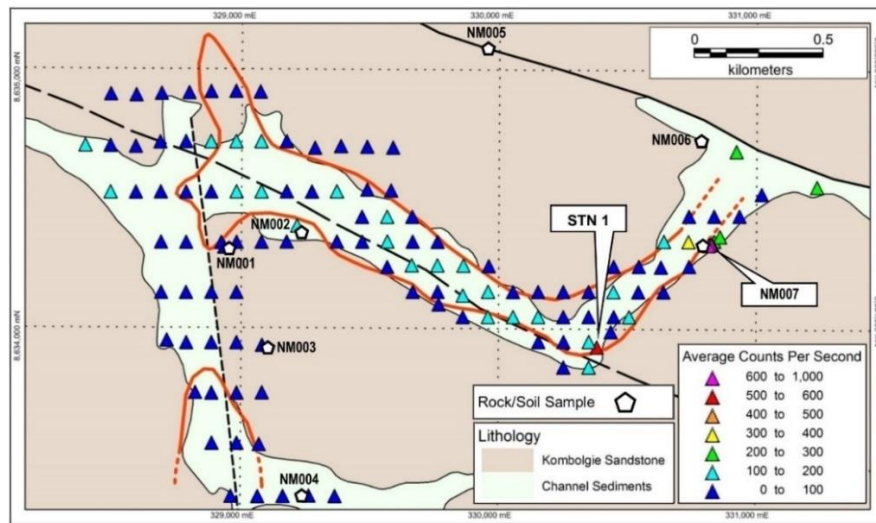 329,000 mE
330,000 mE
331,000 mE
NM005
0
0.5
kilometers
8,635,000 mN
NM006
NM002
STN 1
NM001
NM007
8,634,000 mN
NM003
Average Counts Per Second
600 to 1,000
500 to 600
400 to 500
300 to 400
200 to 300
100 to 200
0 to 100
Rock/Soil Sample
Lithology
Kombolgie Sandstone
Channel Sediments
NM004
329,000 mE
330,000 mE
331,000 mE